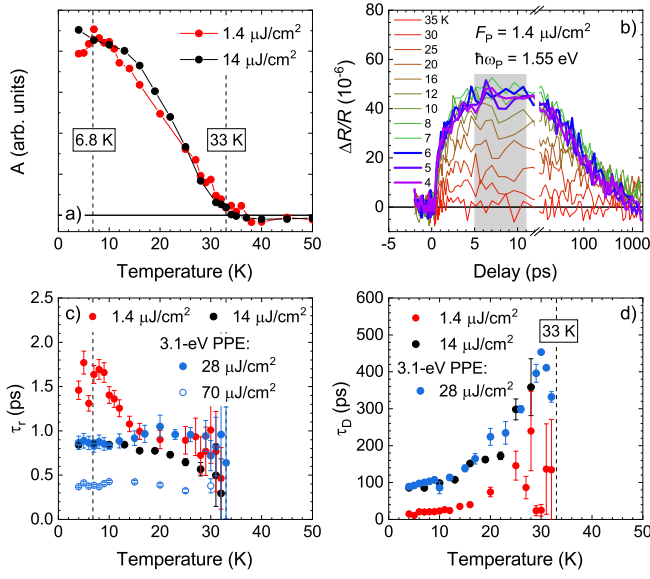 1.4 μJ/cm²
14 μJ/cm²
6.8 K
33 K
a)
A (arb. units)
0 10 20 30 40 50
Temperature (K)
b)
35 K
30
25
20
16
12
10
8
7
6
5
4
F_P = 1.4 μJ/cm²
ħω_P = 1.55 eV
ΔR/R (10⁻⁶)
80
60
40
20
0
-5 0 5 10 100 1000
Delay (ps)
c)
1.4 μJ/cm² 14 μJ/cm²
3.1-eV PPE:
28 μJ/cm²
70 μJ/cm²
τ_r (ps)
2.5
2.0
1.5
1.0
0.5
0.0
0 10 20 30 40 50
Temperature (K)
d)
33 K
1.4 μJ/cm²
14 μJ/cm²
3.1-eV PPE:
28 μJ/cm²
τ_D (ps)
600
500
400
300
200
100
0
0 10 20 30 40 50
Temperature (K)